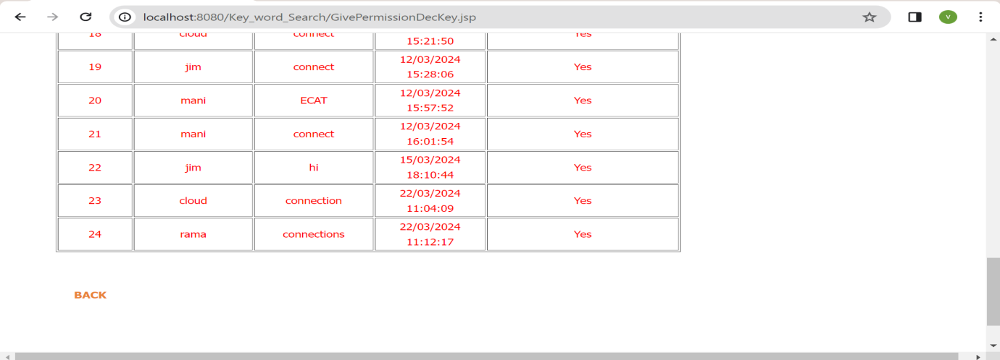 localhost:8080/Key_word_Search/GivePermissionDecKey.jsp
V
18 cloud connect 15:21:50 Yes
19 jim connect 12/03/2024 15:28:06 Yes
20 mani ECAT 12/03/2024 15:57:52 Yes
21 mani connect 12/03/2024 16:01:54 Yes
22 jim hi 15/03/2024 18:10:44 Yes
23 cloud connection 22/03/2024 11:04:09 Yes
24 rama connections 22/03/2024 11:12:17 Yes
BACK